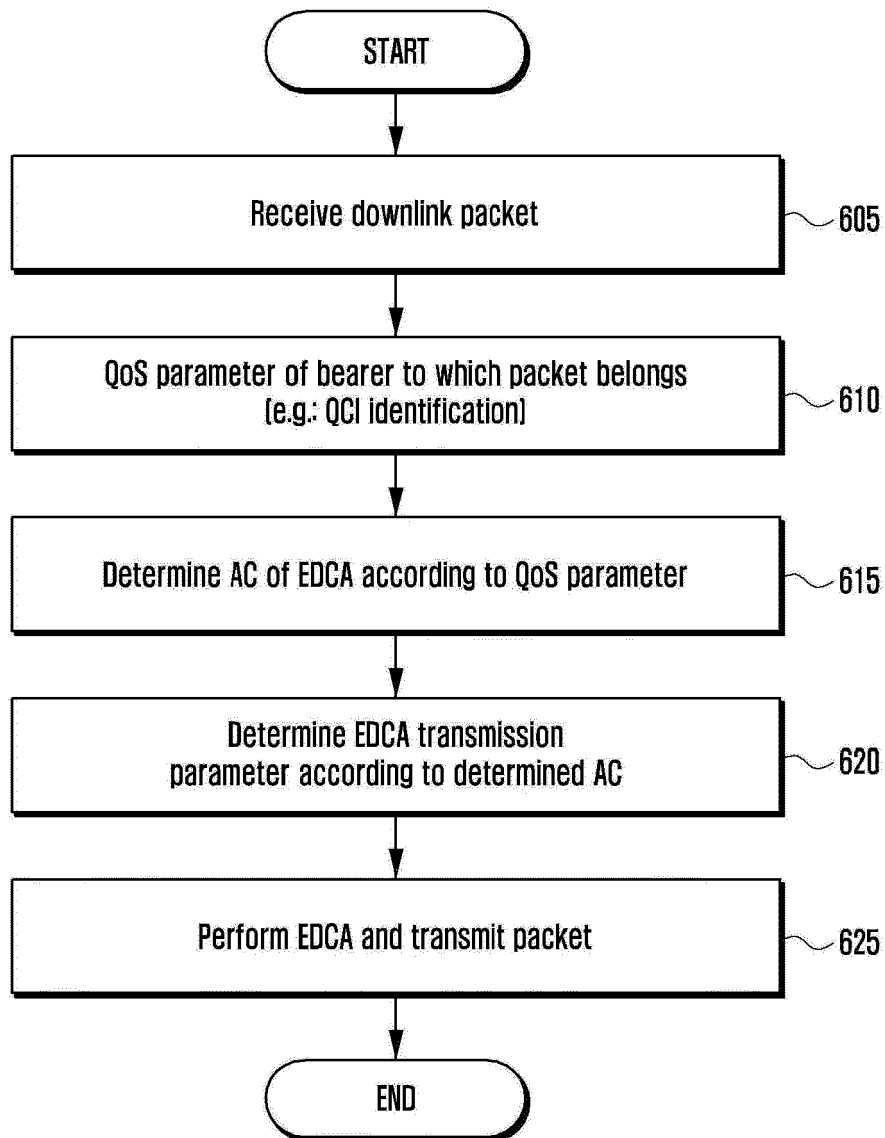 START
Receive downlink packet
605
QoS parameter of bearer to which packet belongs
(e.g.: QCI identification)
610
Determine AC of EDCA according to QoS parameter
615
Determine EDCA transmission
parameter according to determined AC
620
Perform EDCA and transmit packet
625
END